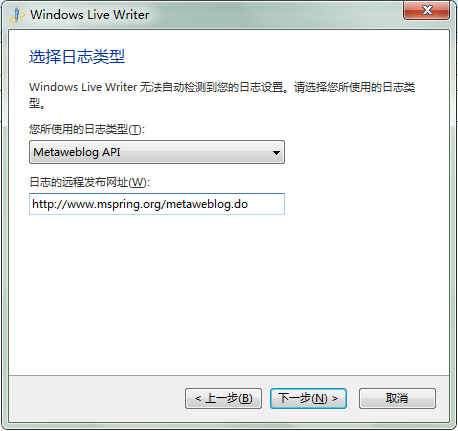 Windows Live Writer
选择日志类型
Windows Live Writer 无法自动检测到您的日志设置。请选择您所使用的日志类
型。
您所使用的日志类型(T):
Metaweblog API
日志的远程发布网址(W):
http://www.mspring.org/metaweblog.do
< 上一步(B) 下一步(N) > 取消